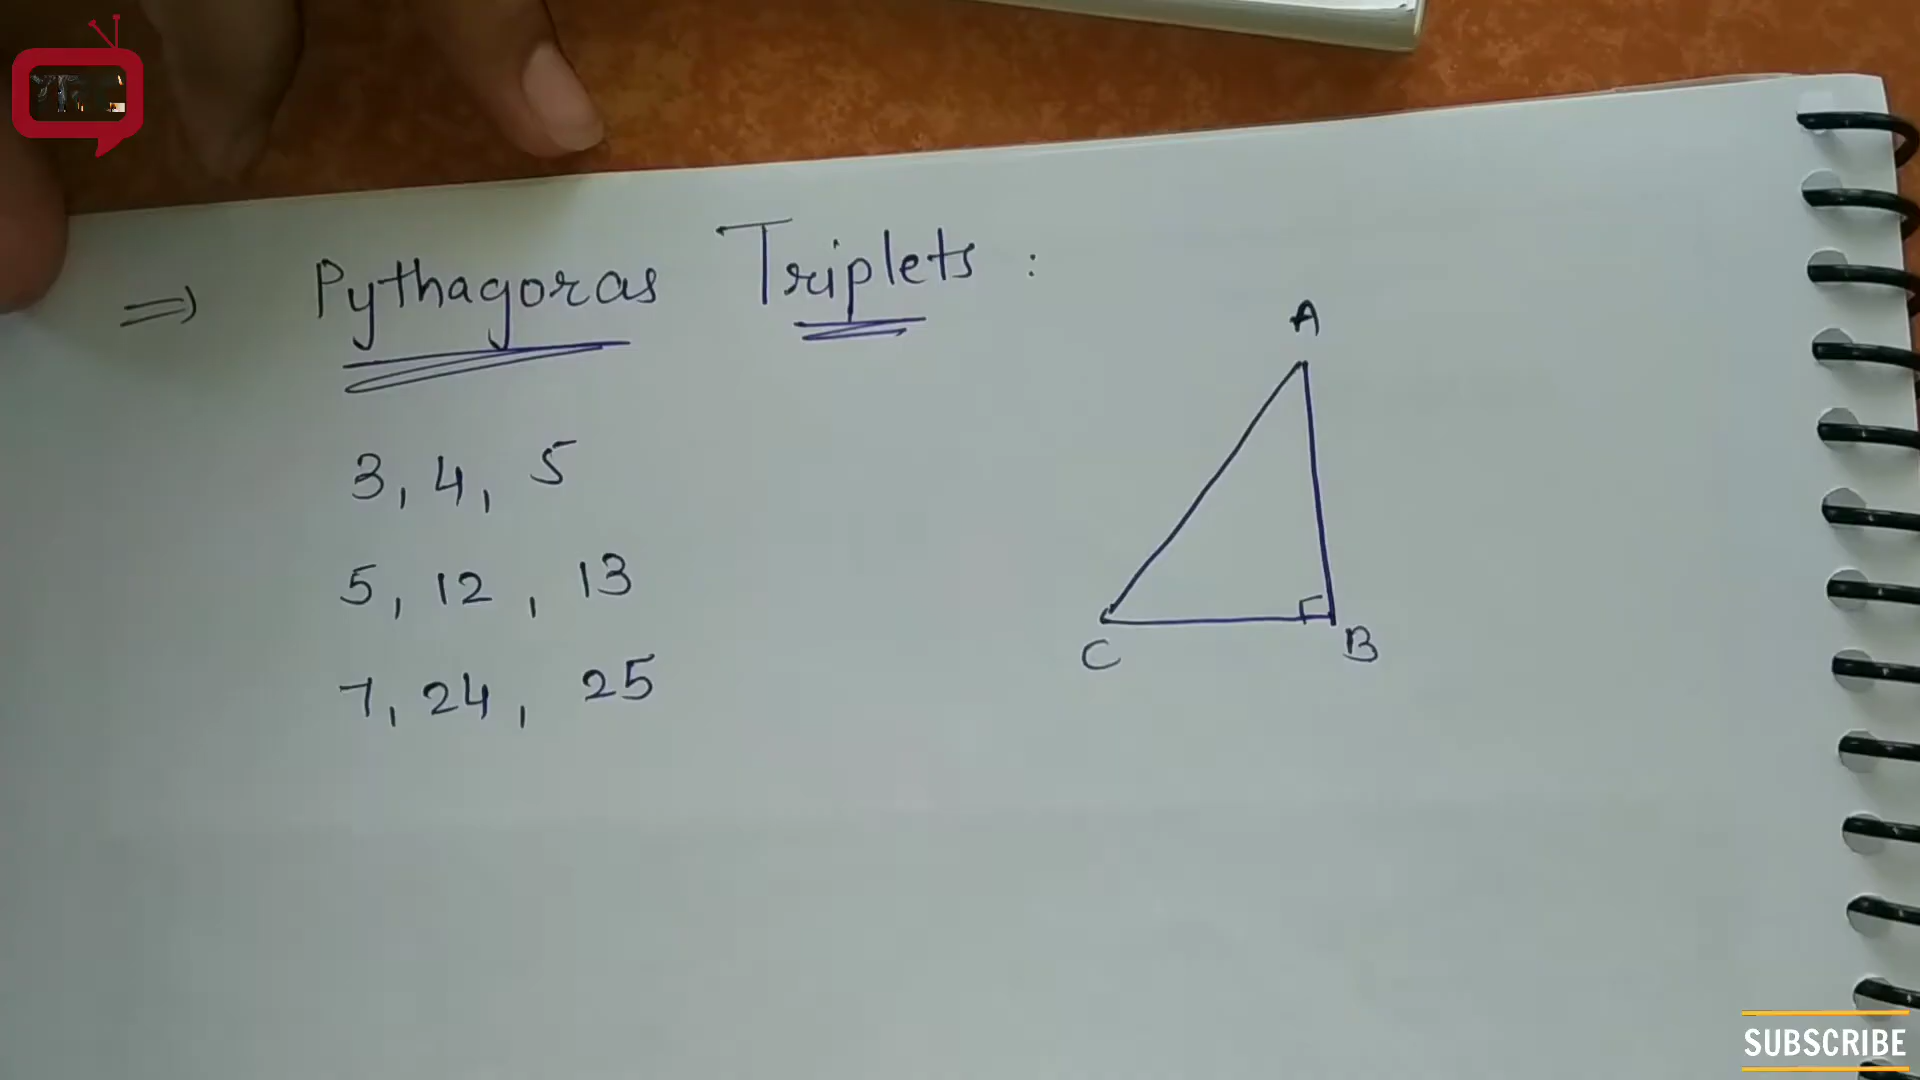 ⇒ Pythagoras Triplets :
A
3, 4, 5
5, 12, 13
C B
7, 24, 25
SUBSCRIBE